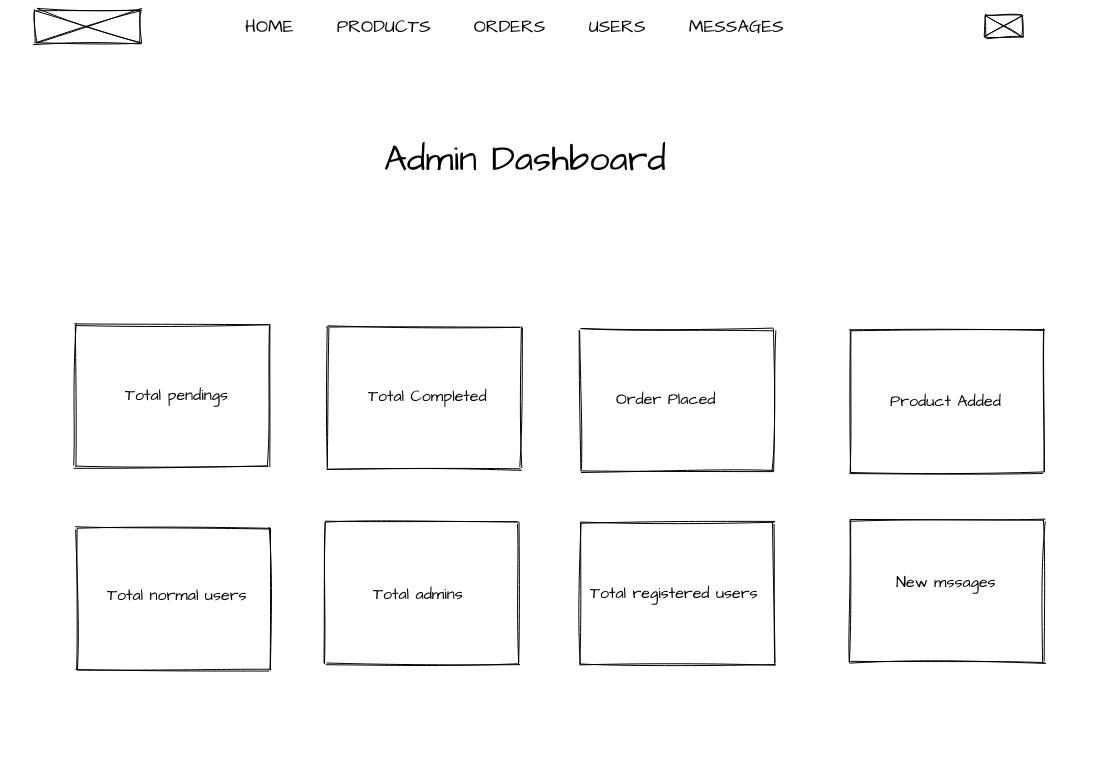 HOME PRODUCTS ORDERS USERS MESSAGES
Admin Dashboard
Total pendings
Total Completed
Order Placed
Product Added
Total normal users
Total admins
Total registered users
New mssages